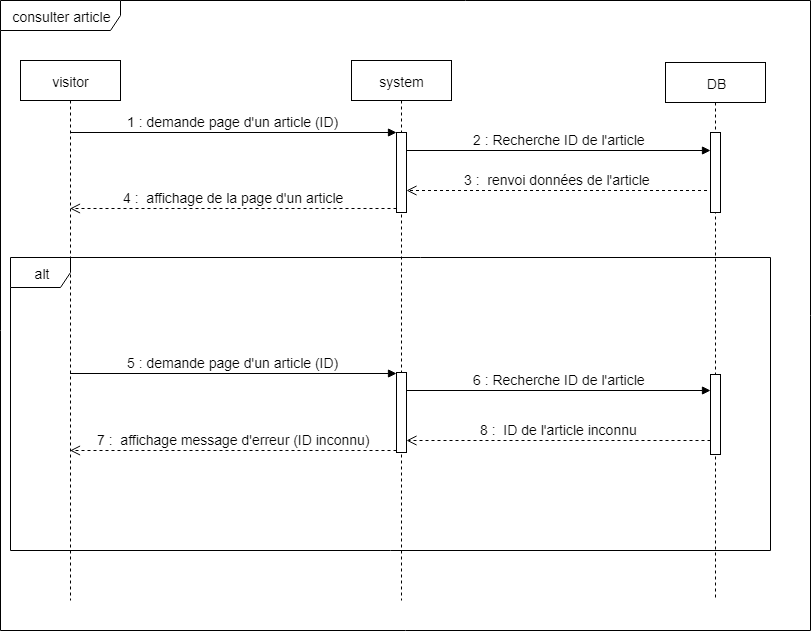 consulter article
visitor
system
DB
1 : demande page d'un article (ID)
2 : Recherche ID de l'article
3 :  renvoi données de l'article
4 :  affichage de la page d'un article
alt
5 : demande page d'un article (ID)
6 : Recherche ID de l'article
8 :  ID de l'article inconnu
7 :  affichage message d'erreur (ID inconnu)